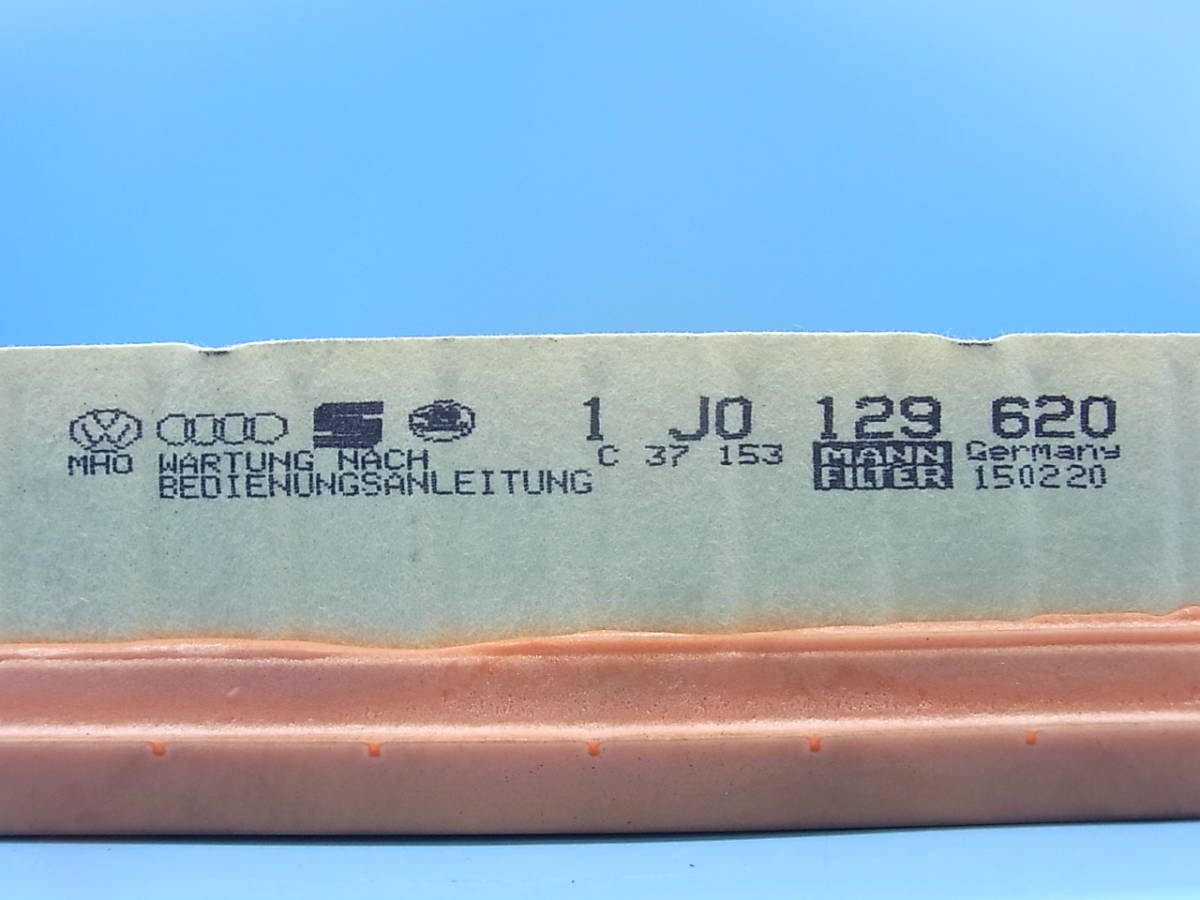 1 J0 129 620
MHO WARTUNG NACH C 37 153 MANN Germany
BEDIENUNGSANLEITUNG FILTER 150220